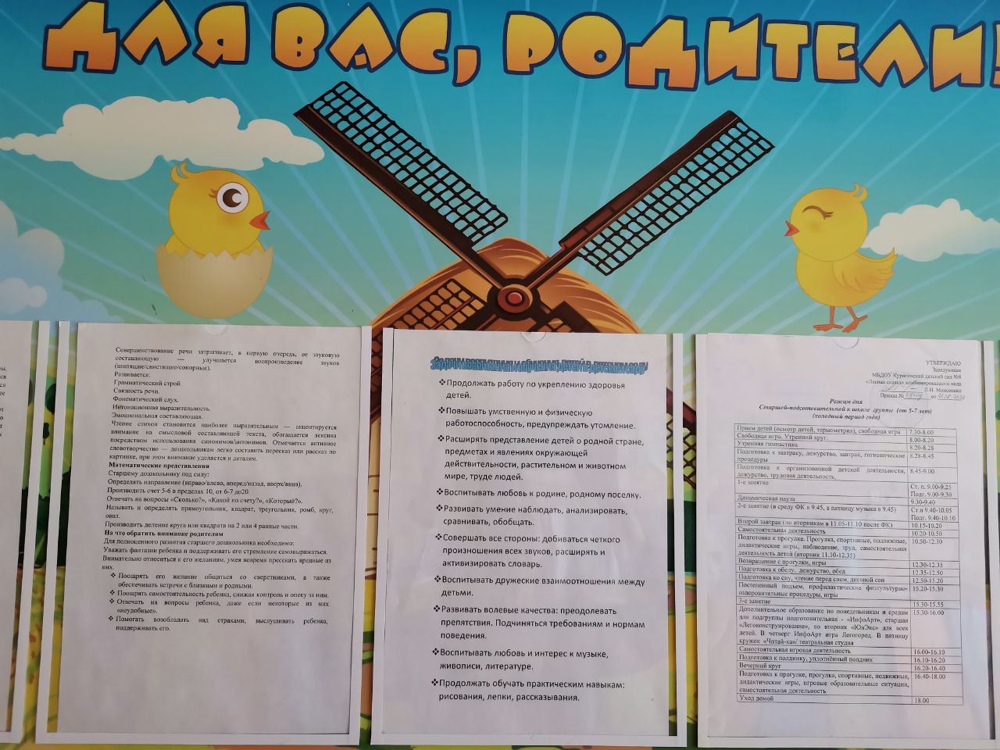 ДЛЯ ВАС, РОДИТЕЛИ!
Совершенствование речи затрагивает, в первую очередь, ее звуковую
составляющую — улучшается воспроизведение звуков
(шипящие/свистящие/сонорные).
Развивается:
Грамматический строй.
Связность речи.
Фонематический слух.
Интонационная выразительность.
Эмоциональная составляющая.
Чтение стихов становится наиболее выразительным — акцентируется
внимание на смысловой составляющей текста, обогащается лексика
посредством использования синонимов/антонимов. Отмечается активное
словотворчество — дошкольникам легко составить пересказ или рассказ по
картинке, при этом внимание уделяется и деталям.
Математические представления
Старшему дошкольнику под силу:
Определять направление (вправо/влево, вперед/назад, вверх/вниз).
Производить счет 5-6 в пределах 10, от 6-7 до20.
Отвечать на вопросы «Сколько?», «Какой по счету?», «Который?».
Называть и определять прямоугольник, квадрат, треугольник, ромб, круг,
овал.
Производить деление круга или квадрата на 2 или 4 равные части.
На что обратить внимание родителям
Для полноценного развития старшего дошкольника необходимо:
Уважать фантазии ребенка и поддерживать его стремление самовыражаться.
Внимательно относиться к его желаниям, умея вовремя пресекать вредные из
них.
❖ Поощрять его желание общаться со сверстниками, а также
обеспечивать встречи с близкими и родными.
❖ Поощрять самостоятельность ребенка, снижая контроль и опеку за ним.
❖ Отвечать на вопросы ребенка, даже если некоторые из них
«неудобные».
❖ Помогать возобладать над страхами, выслушивать ребенка,
поддерживать его.
Задачи воспитания и обучения детей в детском саду
❖Продолжать работу по укреплению здоровья
детей.
❖Повышать умственную и физическую
работоспособность, предупреждать утомление.
❖Расширять представление детей о родной стране,
предметах и явлениях окружающей
действительности, растительном и животном
мире, труде людей.
❖Воспитывать любовь к родине, родному поселку.
❖Развивать умение наблюдать, анализировать,
сравнивать, обобщать.
❖Совершать все стороны: добиваться четкого
произношения всех звуков, расширять и
активизировать словарь.
❖Воспитывать дружеские взаимоотношения между
детьми.
❖Развивать волевые качества: преодолевать
препятствия. Подчиняться требованиям и нормам
поведения.
❖Воспитывать любовь и интерес к музыке,
живописи, литературе.
❖Продолжать обучать практическим навыкам:
рисования, лепки, рассказывания.
УТВЕРЖДАЮ
Заведующая
МБДОУ Курагинский детский сад №8
«Лесная сказка» комбинированного вида
Л.И. Моисеенко
Приказ № от
Режим дня
Старшей-подготовительной к школе группы (от 5-7 лет)
(холодный период года)
Прием детей (осмотр детей, термометрия), свободная игра 7.30-8.00
Свободная игра. Утренний круг. 8.00-8.20
Утренняя гимнастика 8.20-8.28
Подготовка к завтраку, дежурство, завтрак, гигиенические 8.28-8.45
процедуры
Подготовка к организованной детской деятельности, 8.45-9.00
дежурство, трудовая деятельность.
1-е занятие Ст. п. 9.00-9.25
Подг. 9.00-9.30
Динамическая пауза 9.30-9.40
2-е занятие (в среду ФК в 9.45, в пятницу музыка в 9.45) Ст.п 9.40-10.05
Подг. 9.40-10.10
Второй завтрак (по вторникам в 11.05-11.10 после ФК) 10.15-10.20
Самостоятельная деятельность 10.20-10.50
Подготовка к прогулке. Прогулка, спортивные, подвижные, 10.50-12.30
дидактические игры, наблюдение, труд, самостоятельная
деятельность детей (вторник 11.10-12.35)
Возвращение с прогулки, игры 12.30-12.35
Подготовка к обеду, дежурство, обед 12.35-12.50
Подготовка ко сну, чтение перед сном, дневной сон 12.50-15.20
Постепенный подъем, профилактические физкультурно- 15.20-15.30
оздоровительные процедуры, игры
3-е занятие 15.30-15.55
Дополнительное образование по понедельникам и средам 15.30-16.00
для подгруппы подготовительная - «ИнфоАрт», старшая
«Легоконструирование», во вторник «ЮнЭкс» для всех
детей. В четверг ИнфоАрт игра Легогород. В пятницу
кружок «Читай-ка»/ театральная студия
Самостоятельная игровая деятельность 16.00-16.10
Подготовка к полднику, уплотнённый полдник 16.10-16.20
Вечерний круг 16.20-16.40
Подготовка к прогулке, прогулка, спортивные, подвижные, 16.40-18.00
дидактические игры, игровые образовательные ситуации,
самостоятельная деятельность
Уход домой 18.00